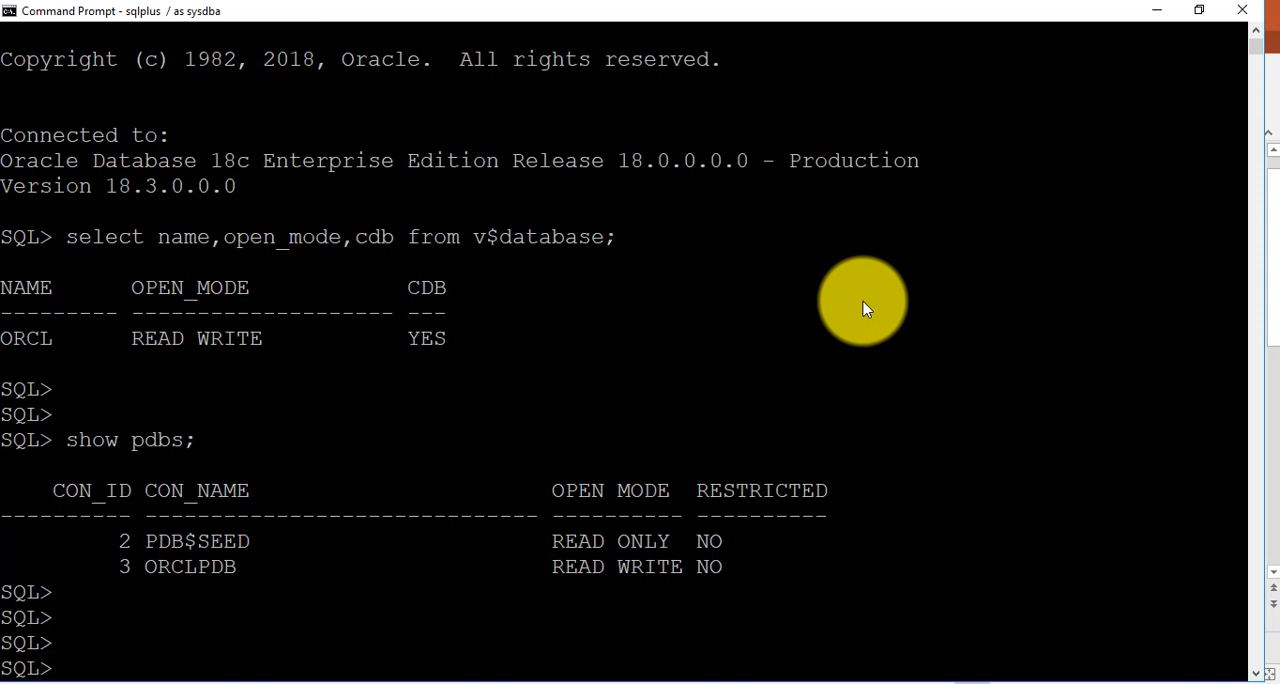 Command Prompt - sqlplus  / as sysdba
Copyright (c) 1982, 2018, Oracle.  All rights reserved.
Connected to:
Oracle Database 18c Enterprise Edition Release 18.0.0.0.0 - Production
Version 18.3.0.0.0
SQL> select name,open_mode,cdb from v$database;
NAME      OPEN_MODE            CDB
--------- -------------------- ---
ORCL      READ WRITE           YES
SQL>
SQL>
SQL> show pdbs;
    CON_ID CON_NAME                       OPEN MODE  RESTRICTED
---------- ------------------------------ ---------- ----------
         2 PDB$SEED                       READ ONLY  NO
         3 ORCLPDB                        READ WRITE NO
SQL>
SQL>
SQL>
SQL>